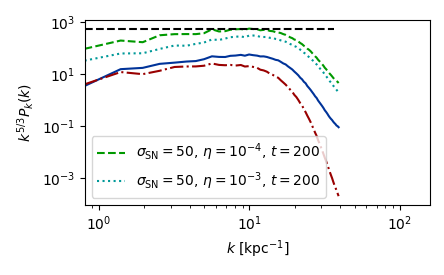 10³
10¹
10⁻¹
10⁻³
k^{5/3}P_k(k)
σ_SN = 50, η = 10⁻⁴, t = 200
σ_SN = 50, η = 10⁻³, t = 200
10⁰ 10¹ 10²
k [kpc⁻¹]